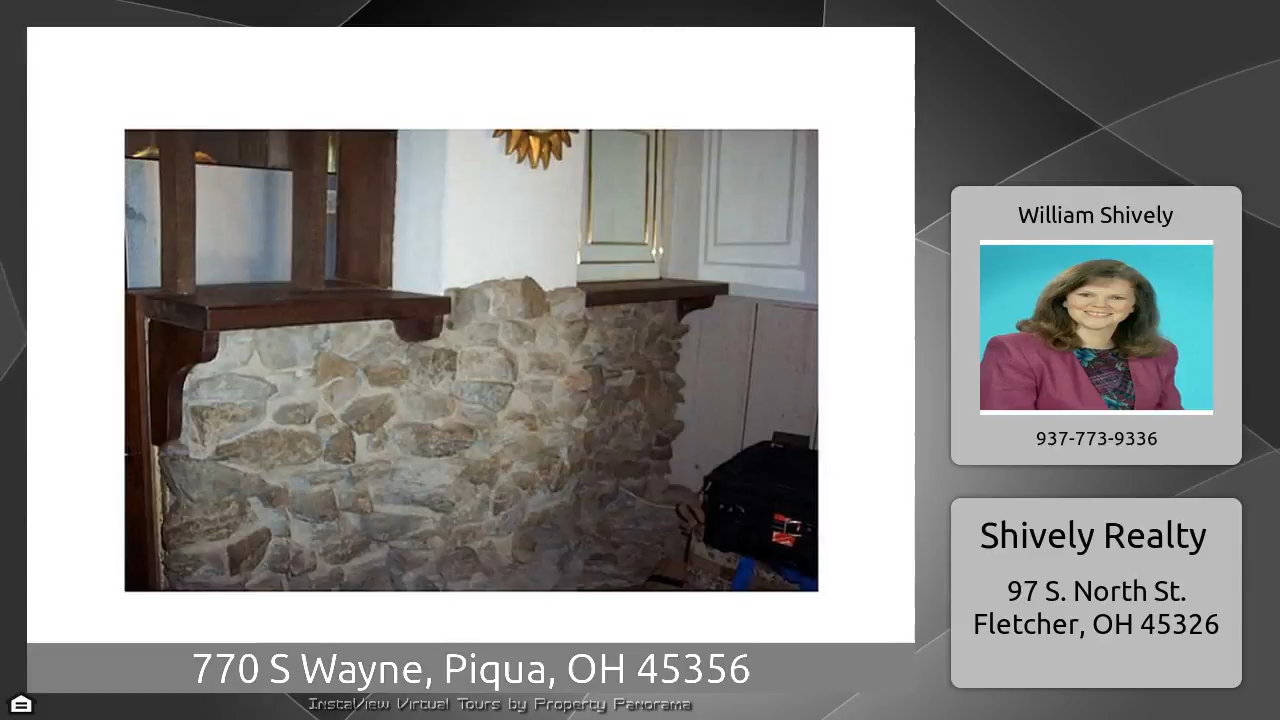 William Shively
937-773-9336
Shively Realty
97 S. North St.
Fletcher, OH 45326
770 S Wayne, Piqua, OH 45356
InstaView Virtual Tours by Property Panorama